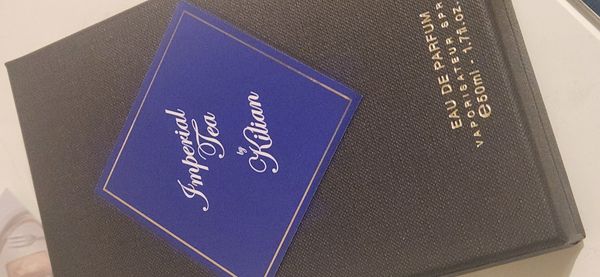 Imperial
Tea
by
Kilian
EAU DE PARFUM
VAPORISATEUR SPR
℮50ml - 1.7fl.oz.